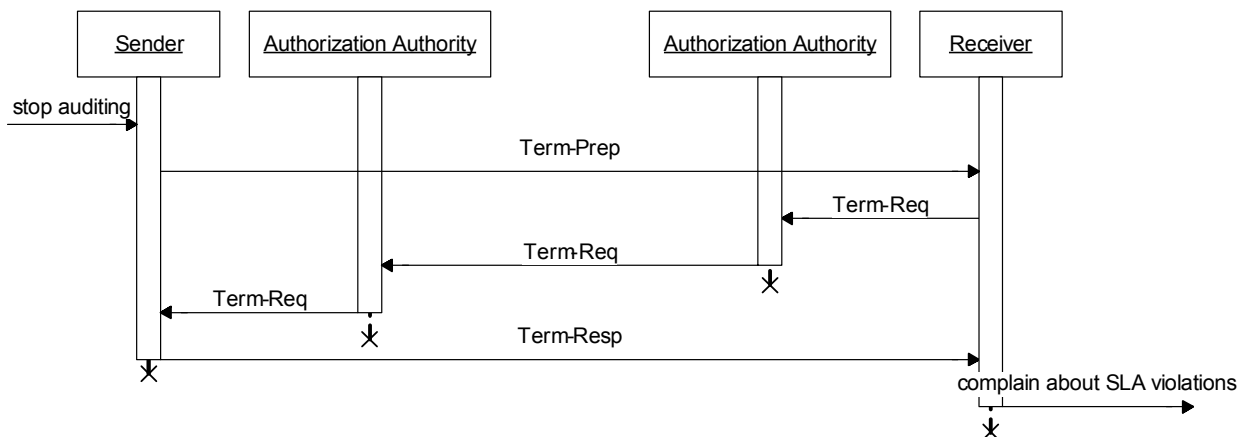 Sender
Authorization Authority
Authorization Authority
Receiver
stop auditing
Term-Prep
Term-Req
Term-Req
Term-Req
Term-Resp
complain about SLA violations